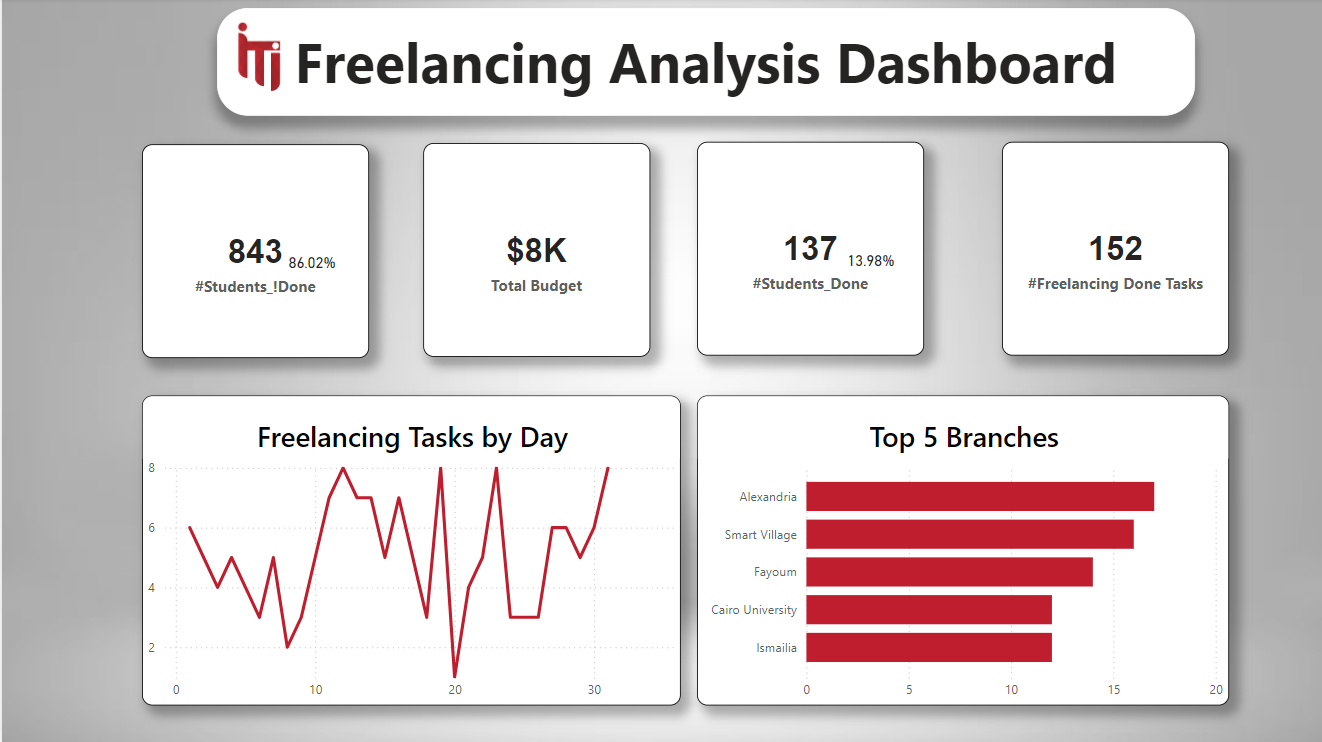 iTi Freelancing Analysis Dashboard
843 86.02%
#Students_!Done
$8K
Total Budget
137 13.98%
#Students_Done
152
#Freelancing Done Tasks
Freelancing Tasks by Day
8
6
4
2
0 10 20 30
Top 5 Branches
Alexandria
Smart Village
Fayoum
Cairo University
Ismailia
0 5 10 15 20